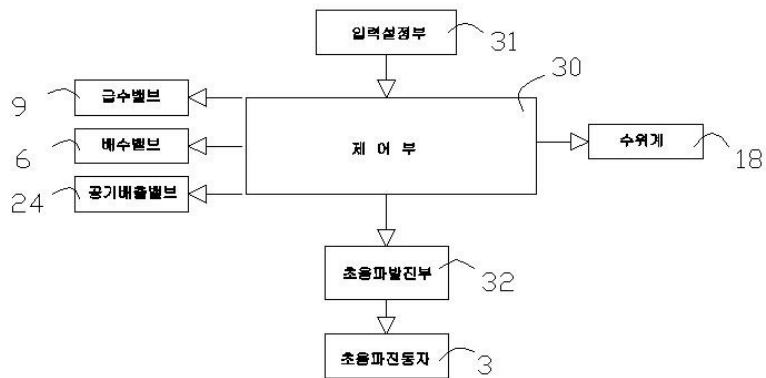 입력설정부
31
30
급수밸브
9
배수밸브
6
제 어 부
수위계
18
공기배출밸브
24
초음파발진부
32
초음파진동자
3